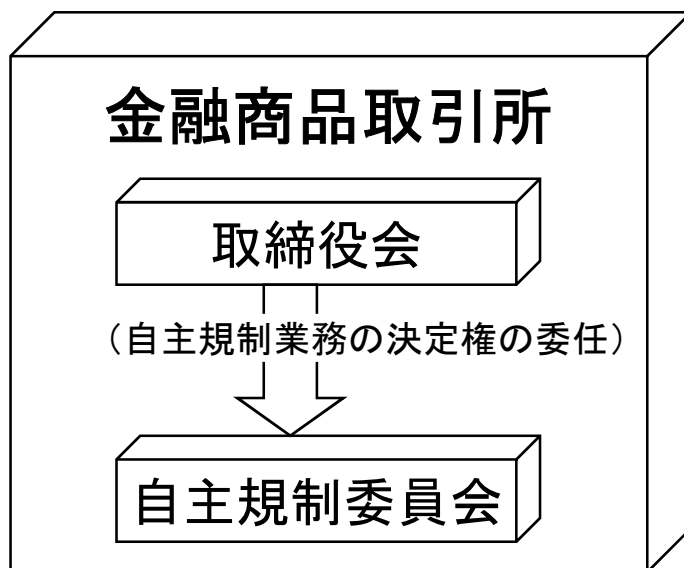 金融商品取引所
取締役会
（自主規制業務の決定権の委任）
自主規制委員会